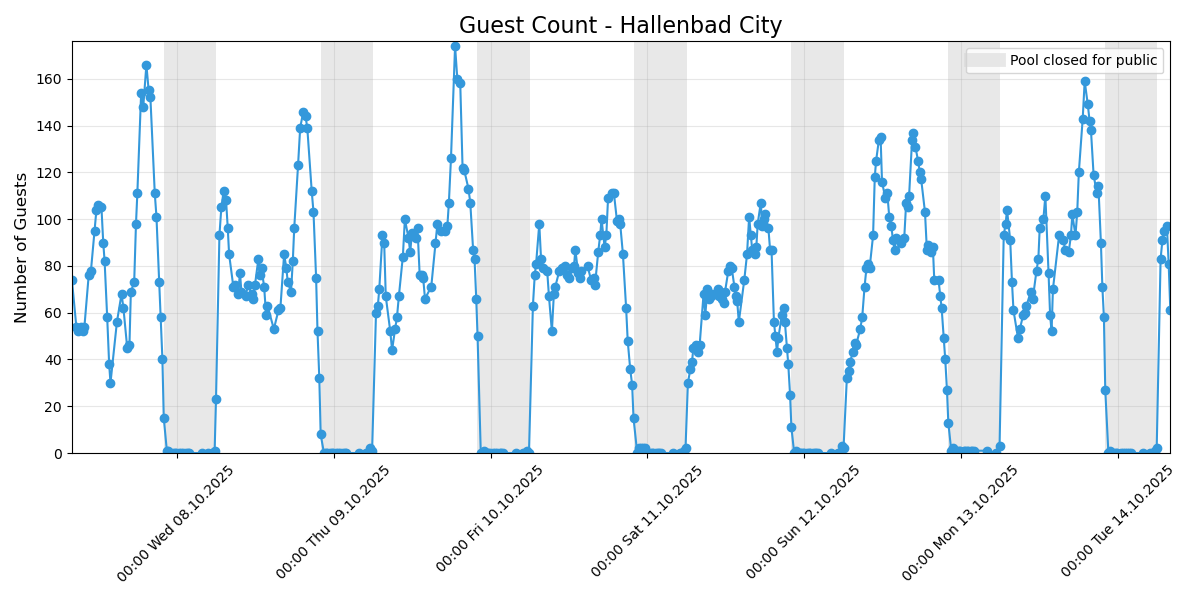 Guest Count - Hallenbad City
Pool closed for public
Number of Guests
160
140
120
100
80
60
40
20
0
00:00 Wed 08.10.2025
00:00 Thu 09.10.2025
00:00 Fri 10.10.2025
00:00 Sat 11.10.2025
00:00 Sun 12.10.2025
00:00 Mon 13.10.2025
00:00 Tue 14.10.2025